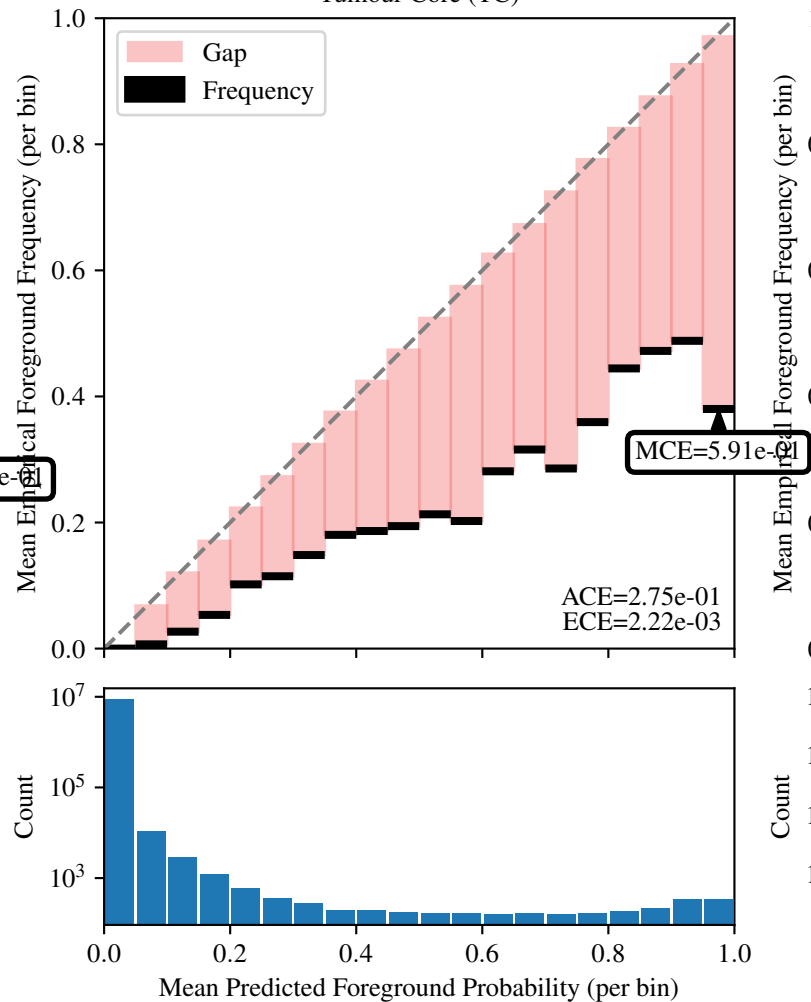 Tumour Core (TC)
1.0
0.8
0.6
0.4
0.2
0.0
Mean Empirical Foreground Frequency (per bin)
Gap
Frequency
MCE=5.91e-01
ACE=2.75e-01
ECE=2.22e-03
e-01
Mean Empirical Foreground Frequency (per bin)
10^7
10^5
10^3
Count
0.0 0.2 0.4 0.6 0.8 1.0
Mean Predicted Foreground Probability (per bin)
Count